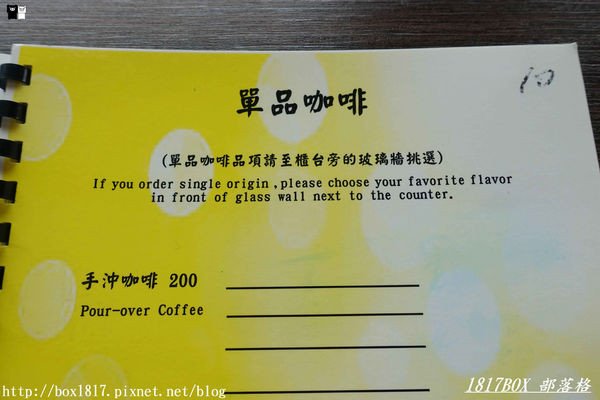 10
單品咖啡
(單品咖啡品項請至櫃台旁的玻璃牆挑選)
If you order single origin ,please choose your favorite flavor
in front of glass wall next to the counter.
手沖咖啡 200
Pour-over Coffee
http://box1817.pixnet.net/blog
1817BOX 部落格